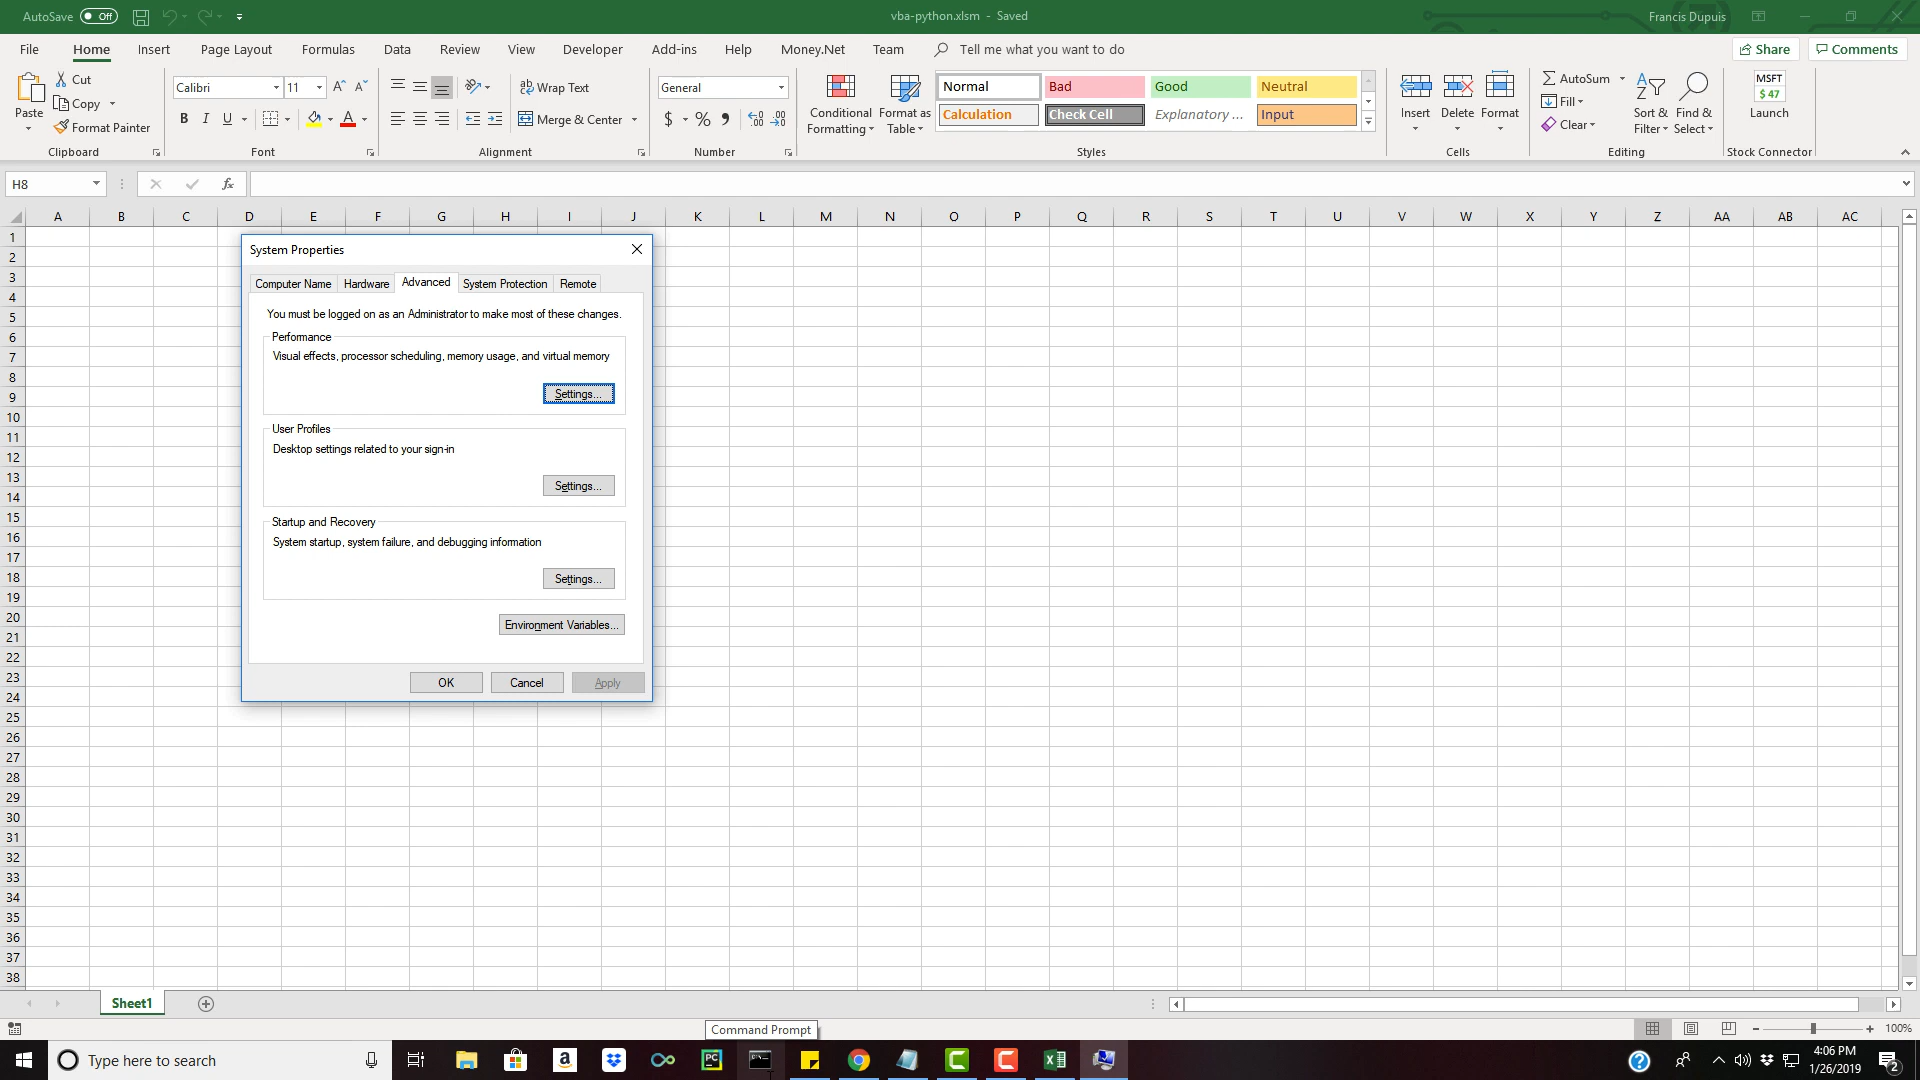 AutoSave Off vba-python.xlsm - Saved Francis Dupuis
File Home Insert Page Layout Formulas Data Review View Developer Add-ins Help Money.Net Team Tell me what you want to do Share Comments
Paste
Cut
Copy
Format Painter
Clipboard
Calibri 11
B I U
Font
Wrap Text
Merge & Center
Alignment
General
$ % ,
Number
Conditional Formatting
Format as Table
Normal Bad Good Neutral
Calculation Check Cell Explanatory ... Input
Styles
Insert Delete Format
Cells
AutoSum
Fill
Clear
Sort & Filter
Find & Select
Editing
MSFT
$ 47
Launch
Stock Connector
H8 fx
A B C D E F G H I J K L M N O P Q R S T U V W X Y Z AA AB AC
1
2
3
4
5
6
7
8
9
10
11
12
13
14
15
16
17
18
19
20
21
22
23
24
25
26
27
28
29
30
31
32
33
34
35
36
37
38
System Properties
Computer Name Hardware Advanced System Protection Remote
You must be logged on as an Administrator to make most of these changes.
Performance
Visual effects, processor scheduling, memory usage, and virtual memory
Settings...
User Profiles
Desktop settings related to your sign-in
Settings...
Startup and Recovery
System startup, system failure, and debugging information
Settings...
Environment Variables...
OK Cancel Apply
Sheet1
Command Prompt
100%
Type here to search
PC
4:06 PM
1/26/2019
2